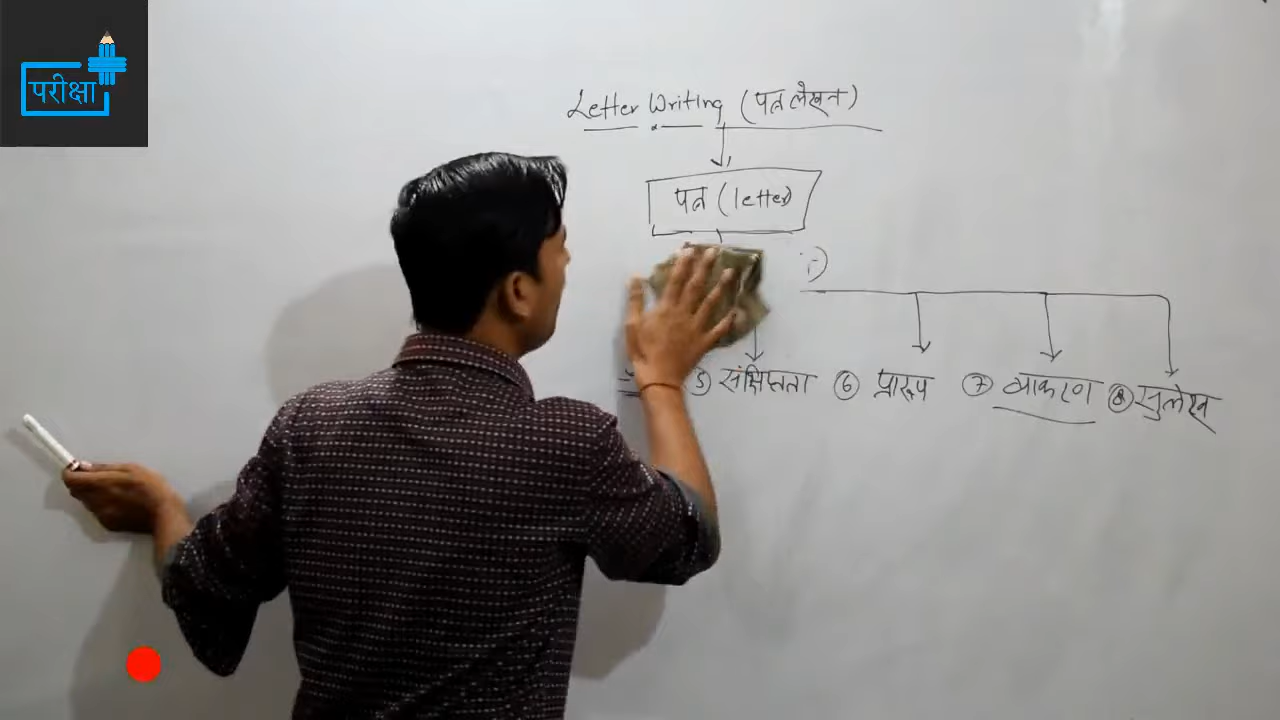 परीक्षा
Letter Writing (पत्र लेखन)
पत्र (letter)
5 संक्षिप्तता 6 प्रारूप 7 व्याकरण 8 सुलेख